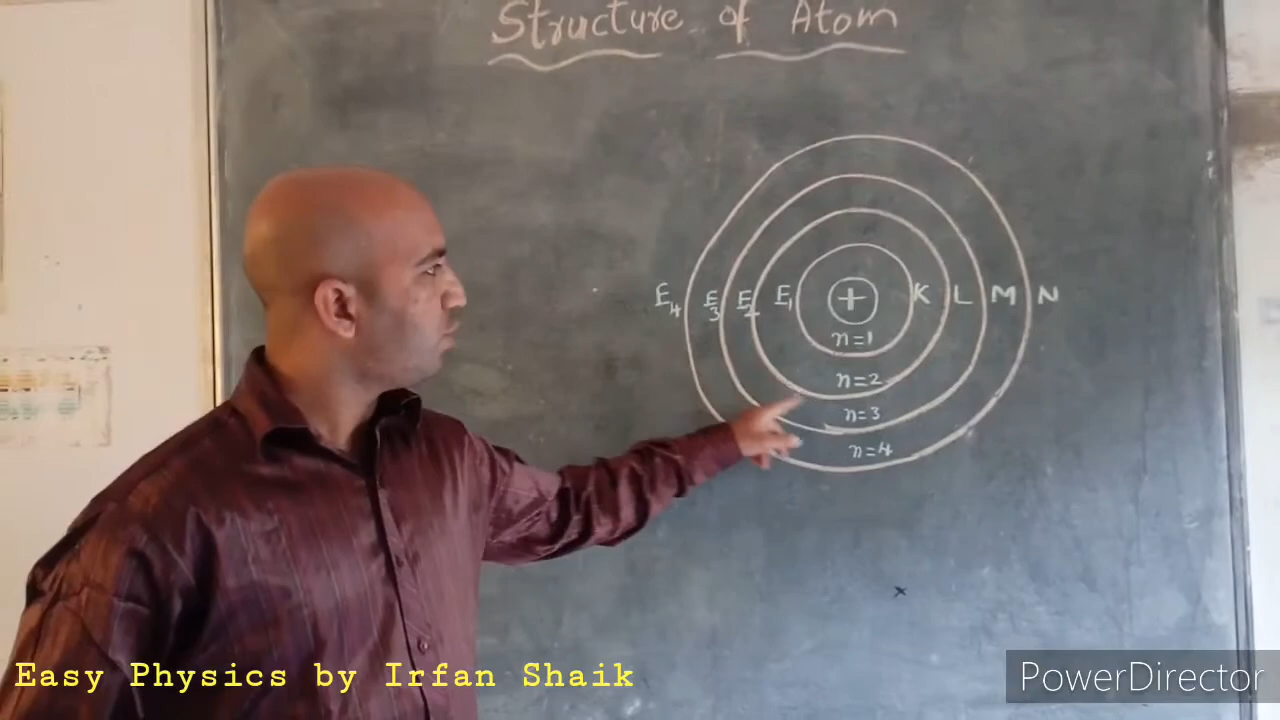 Structure of Atom
E4 E3 E2 E1 + K L M N
n=1
n=2
n=3
n=4
Easy Physics by Irfan Shaik
PowerDirector